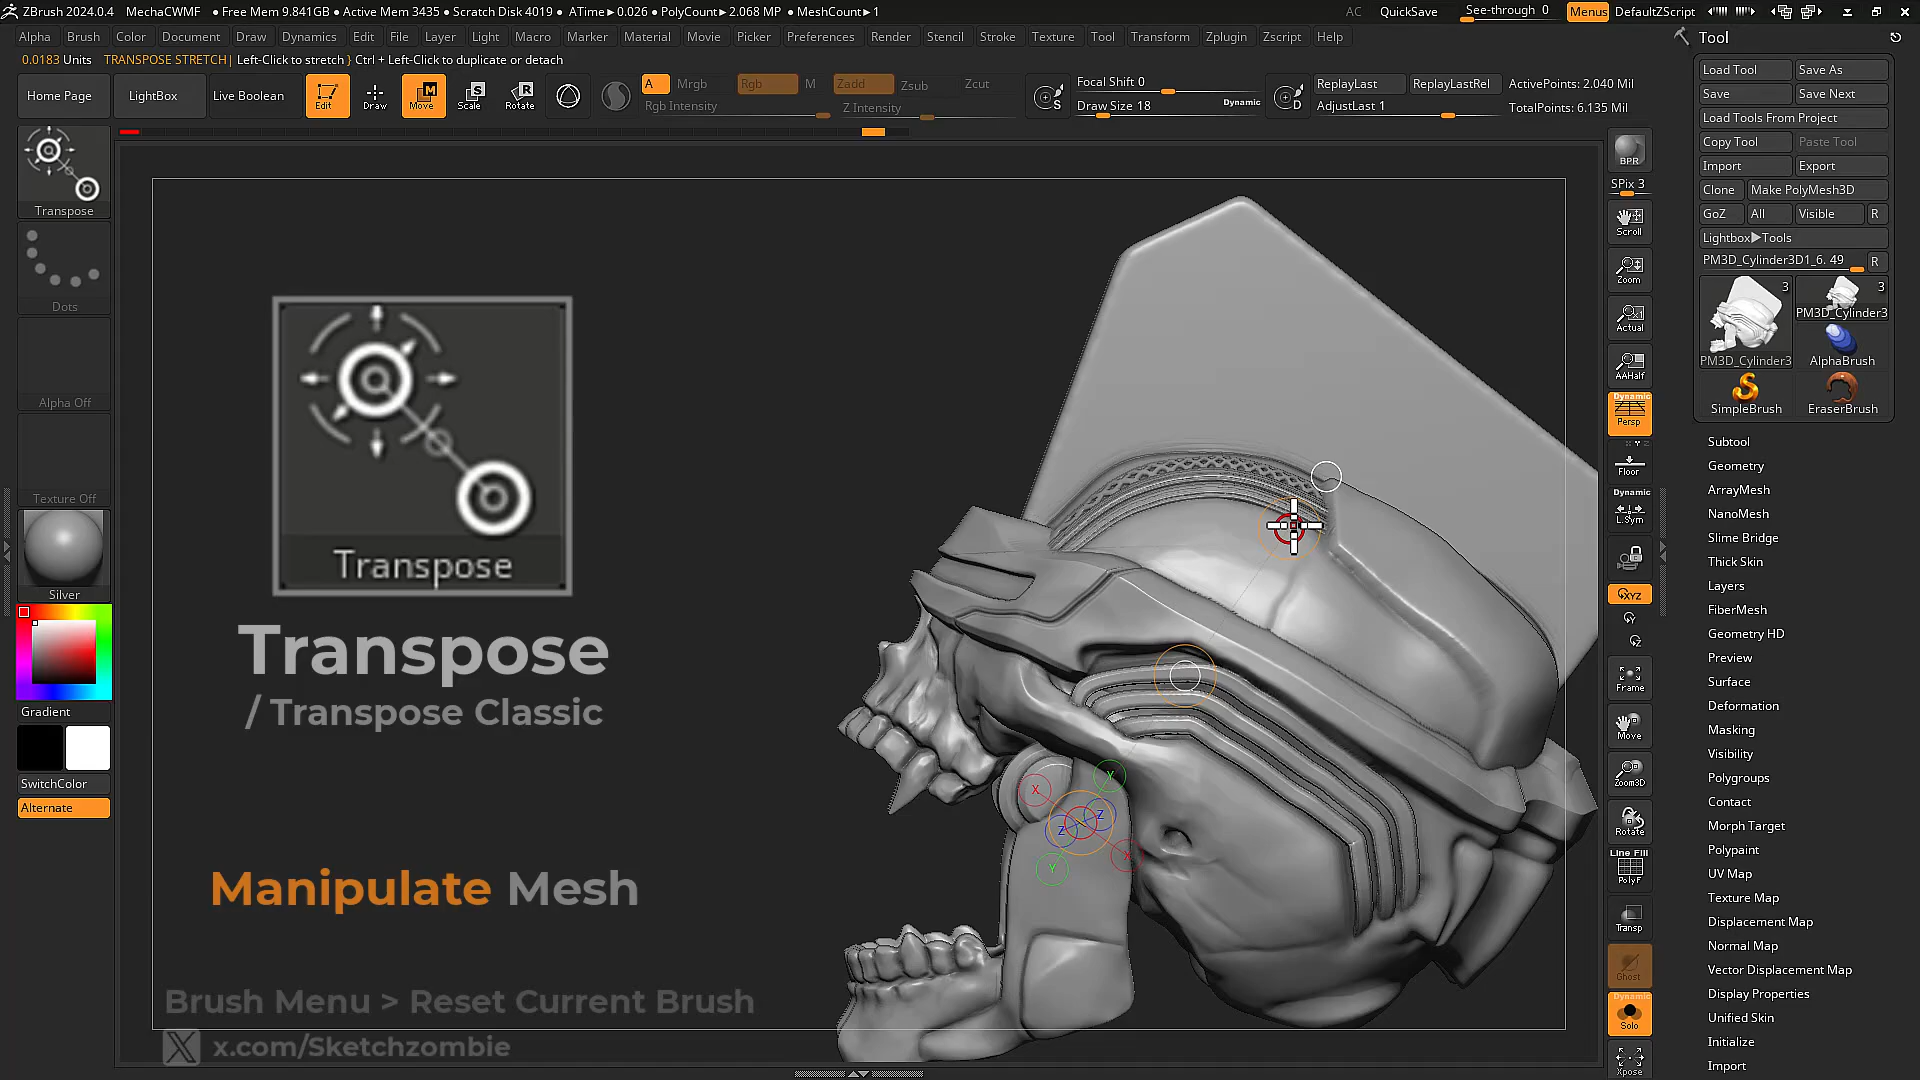 ZBrush 2024.0.4 MechaCWMF ● Free Mem 9.841GB ● Active Mem 3435 ● Scratch Disk 4019 ● ATime▶0.026 ● PolyCount▶2.068 MP ● MeshCount▶1 AC QuickSave See-through 0 Menus DefaultZScript
Alpha Brush Color Document Draw Dynamics Edit File Layer Light Macro Marker Material Movie Picker Preferences Render Stencil Stroke Texture Tool Transform Zplugin Zscript Help
0.0183 Units TRANSPOSE STRETCH| Left-Click to stretch } Ctrl + Left-Click to duplicate or detach
Home Page LightBox Live Boolean Edit Draw Move Scale Rotate
A Mrgb Rgb M Zadd Zsub Zcut
Rgb Intensity Z Intensity
Focal Shift 0
Draw Size 18 Dynamic
S D
ReplayLast ReplayLastRel ActivePoints: 2.040 Mil
AdjustLast 1 TotalPoints: 6.135 Mil
Transpose
Dots
Alpha Off
Texture Off
Silver
Gradient
SwitchColor
Alternate
Transpose
Transpose
/ Transpose Classic
Manipulate Mesh
Brush Menu > Reset Current Brush
X x.com/Sketchzombie
X Y
Z Z
Y X
BPR
SPix 3
Scroll
Zoom
Actual
AAHalf
Dynamic
Persp
Floor
Dynamic
L.Sym
XYZ
Y
Z
Frame
Move
Zoom3D
Rotate
Line Fill
PolyF
Transp
Ghost
Dynamic
Solo
Xpose
Tool
Load Tool Save As
Save Save Next
Load Tools From Project
Copy Tool Paste Tool
Import Export
Clone Make PolyMesh3D
GoZ All Visible R
Lightbox▶Tools
PM3D_Cylinder3D1_6. 49 R
3 3
PM3D_Cylinder3
PM3D_Cylinder3 AlphaBrush
SimpleBrush EraserBrush
Subtool
Geometry
ArrayMesh
NanoMesh
Slime Bridge
Thick Skin
Layers
FiberMesh
Geometry HD
Preview
Surface
Deformation
Masking
Visibility
Polygroups
Contact
Morph Target
Polypaint
UV Map
Texture Map
Displacement Map
Normal Map
Vector Displacement Map
Display Properties
Unified Skin
Initialize
Import